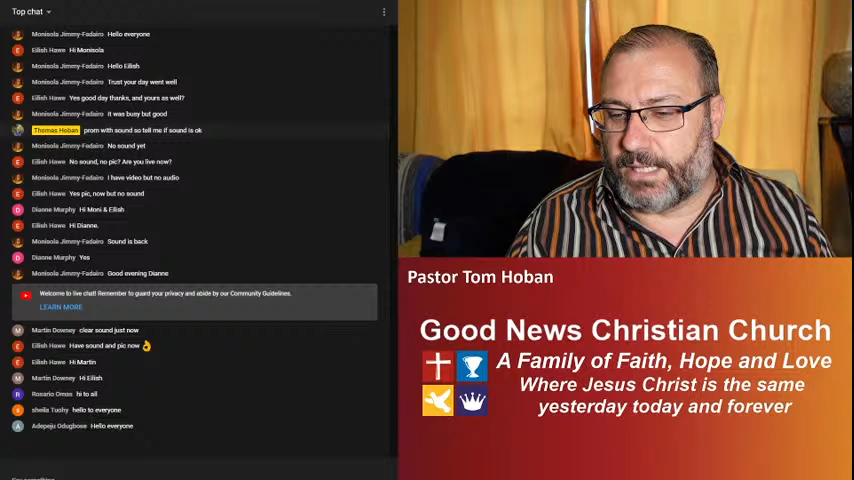 Top chat
Monisola Jimmy-Fadairo Hello everyone
Eilish Hawe Hi Monisola
Monisola Jimmy-Fadairo Hello Eilish
Monisola Jimmy-Fadairo Trust your day went well
Eilish Hawe Yes good day thanks, and yours as well?
Monisola Jimmy-Fadairo It was busy but good
Thomas Hoban prom with sound so tell me if sound is ok
Monisola Jimmy-Fadairo No sound yet
Eilish Hawe No sound, no pic? Are you live now?
Monisola Jimmy-Fadairo I have video but no audio
Eilish Hawe Yes pic, now but no sound
D Dianne Murphy Hi Moni & Eilish
Eilish Hawe Hi Dianne.
Monisola Jimmy-Fadairo Sound is back
D Dianne Murphy Yes
Monisola Jimmy-Fadairo Good evening Dianne
Welcome to live chat! Remember to guard your privacy and abide by our Community Guidelines.
LEARN MORE
M Martin Downey clear sound just now
E Eilish Hawe Have sound and pic now 👌
E Eilish Hawe Hi Martin
M Martin Downey Hi Eilish
R Rosario Omos hi to all
S sheila Tuohy hello to everyone
A Adepeju Odugbose Hello everyone
Pastor Tom Hoban
Good News Christian Church
A Family of Faith, Hope and Love
Where Jesus Christ is the same
yesterday today and forever